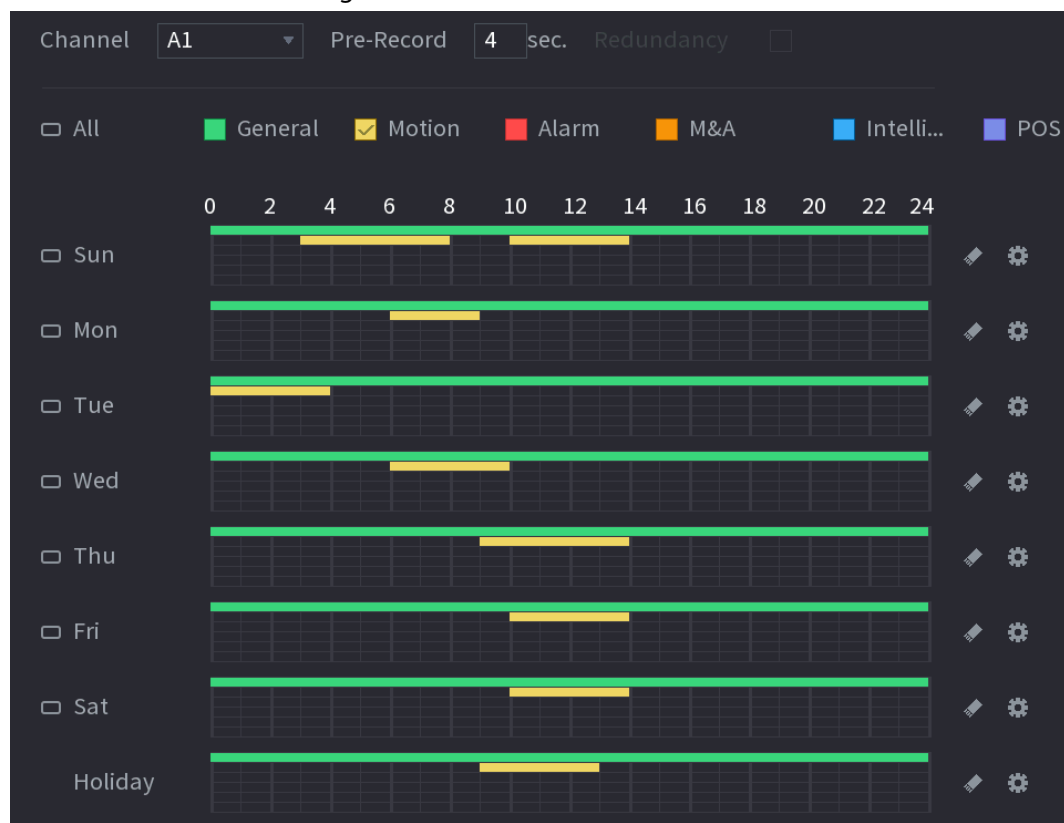 Channel A1 Pre-Record 4 sec. Redundancy
All General Motion Alarm M&A Intelli... POS
0 2 4 6 8 10 12 14 16 18 20 22 24
Sun
Mon
Tue
Wed
Thu
Fri
Sat
Holiday